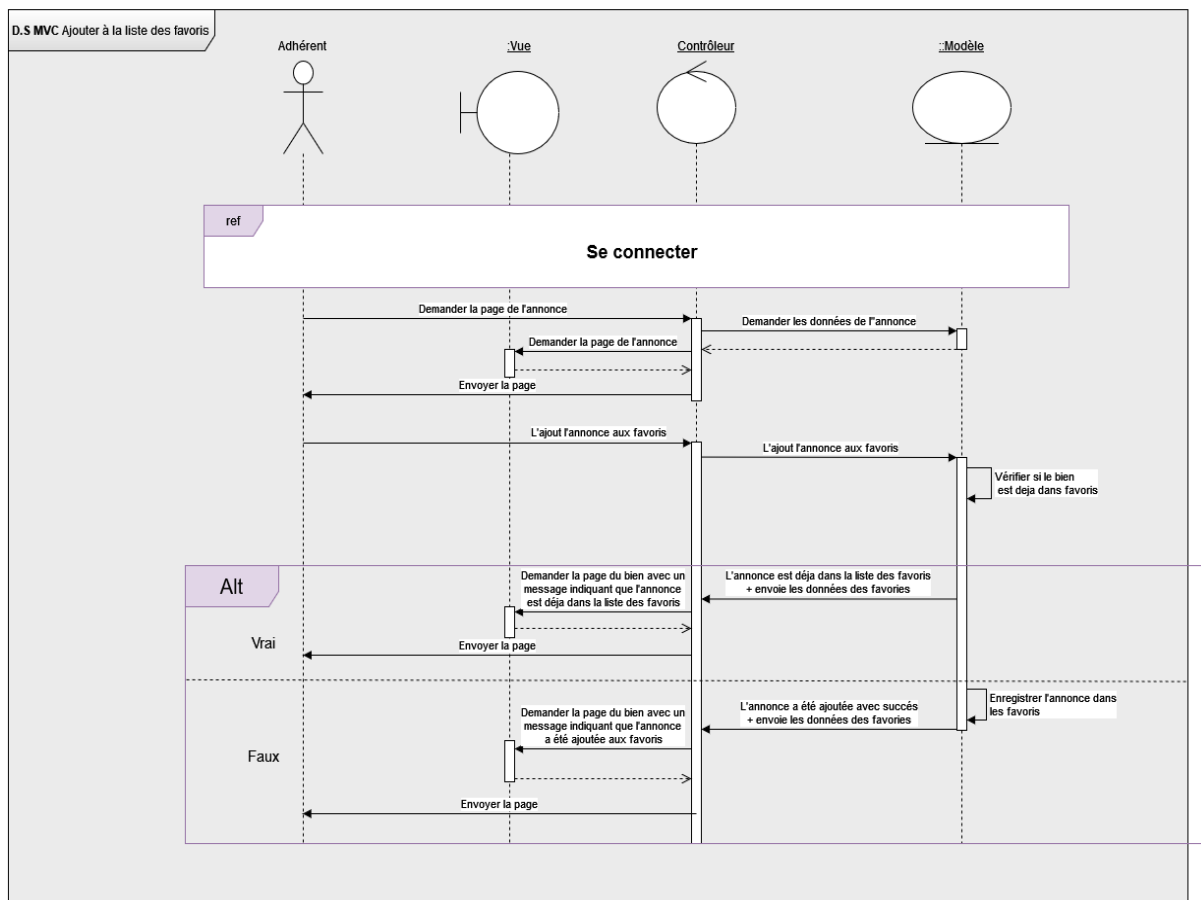 D.S MVC Ajouter à la liste des favoris
Adhérent
:Vue
Contrôleur
::Modèle
ref
Se connecter
Demander la page de l'annonce
Demander les données de l''annonce
Demander la page de l'annonce
Envoyer la page
L'ajout l'annonce aux favoris
L'ajout l'annonce aux favoris
Vérifier si le bien
est deja dans favoris
Alt
Demander la page du bien avec un
message indiquant que l'annonce
est déja dans la liste des favoris
L'annonce est déja dans la liste des favoris
+ envoie les données des favories
Vrai
Envoyer la page
Enregistrer l'annonce dans
les favoris
L'annonce a été ajoutée avec succés
+ envoie les données des favories
Demander la page du bien avec un
message indiquant que l'annonce
a été ajoutée aux favoris
Faux
Envoyer la page